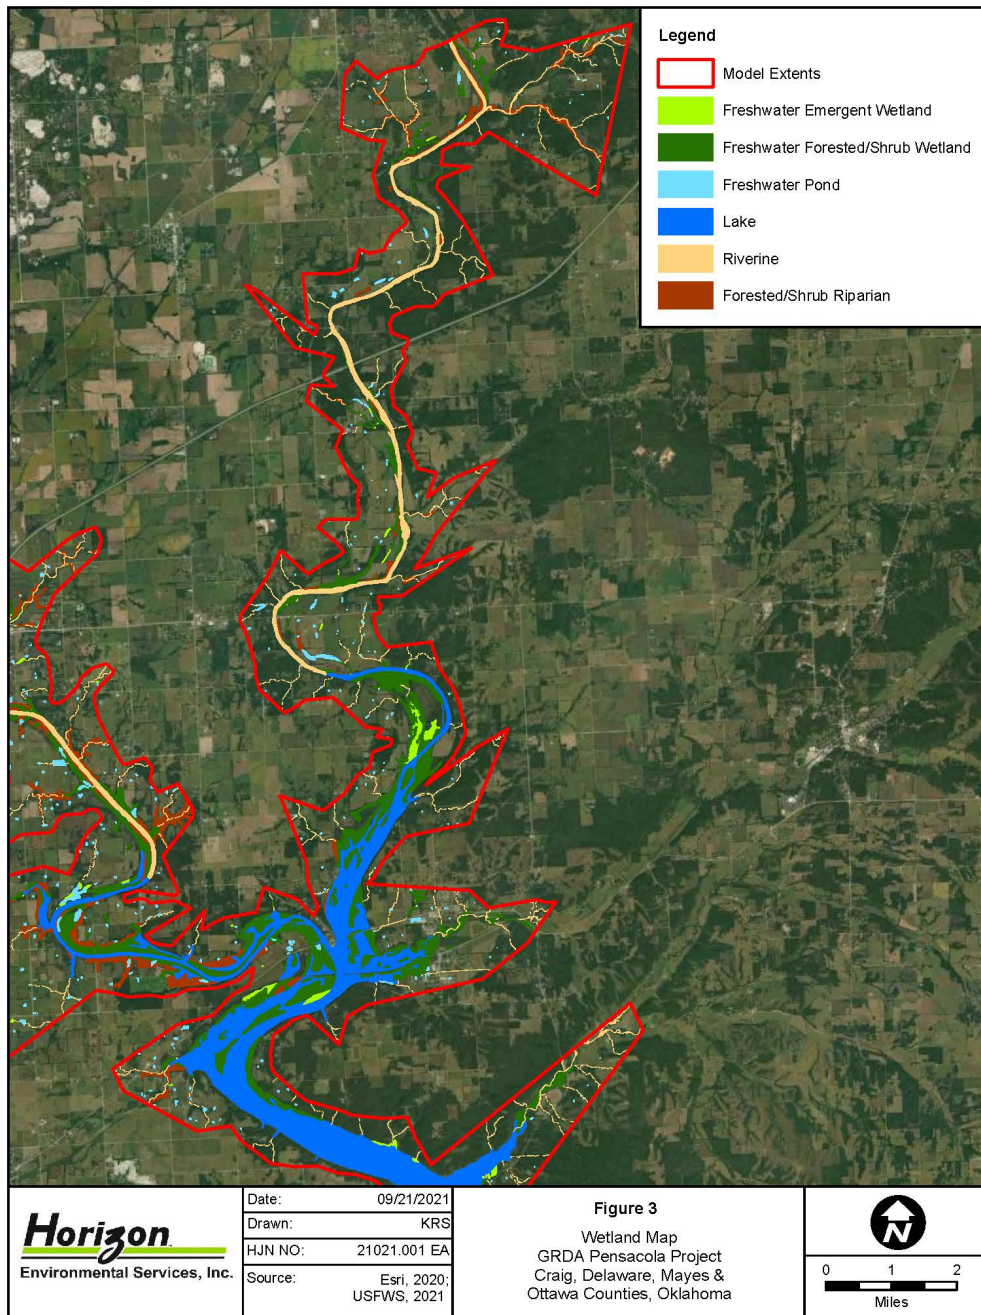 Legend
Model Extents
Freshwater Emergent Wetland
Freshwater Forested/Shrub Wetland
Freshwater Pond
Lake
Riverine
Forested/Shrub Riparian
Horizon
Environmental Services, Inc.
Date: 09/21/2021
Drawn: KRS
HJN NO: 21021.001 EA
Source: Esri, 2020;
USFWS, 2021
Figure 3
Wetland Map
GRDA Pensacola Project
Craig, Delaware, Mayes &
Ottawa Counties, Oklahoma
N
0 1 2
Miles